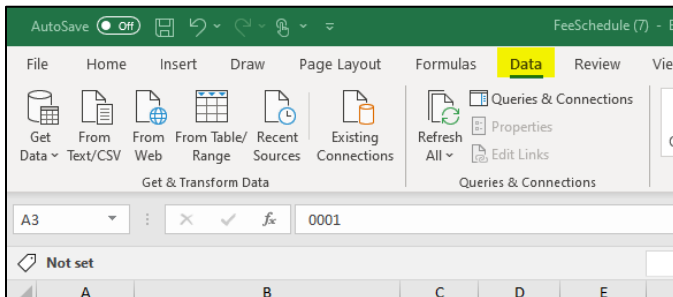 AutoSave Off FeeSchedule (7) -
File Home Insert Draw Page Layout Formulas Data Review
Get Data From Text/CSV From Web From Table/ Range Recent Sources Existing Connections Refresh All Queries & Connections
Properties
Edit Links
Get & Transform Data Queries & Connections
A3 fx 0001
Not set
A B C D E